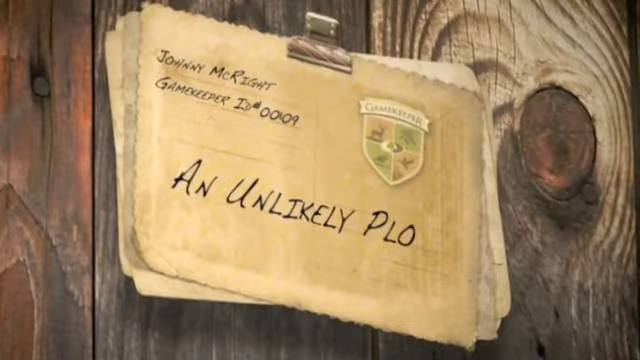 Johnny McRight
Gamekeeper ID# 00109
GAMEKEEPER
An Unlikely Plo